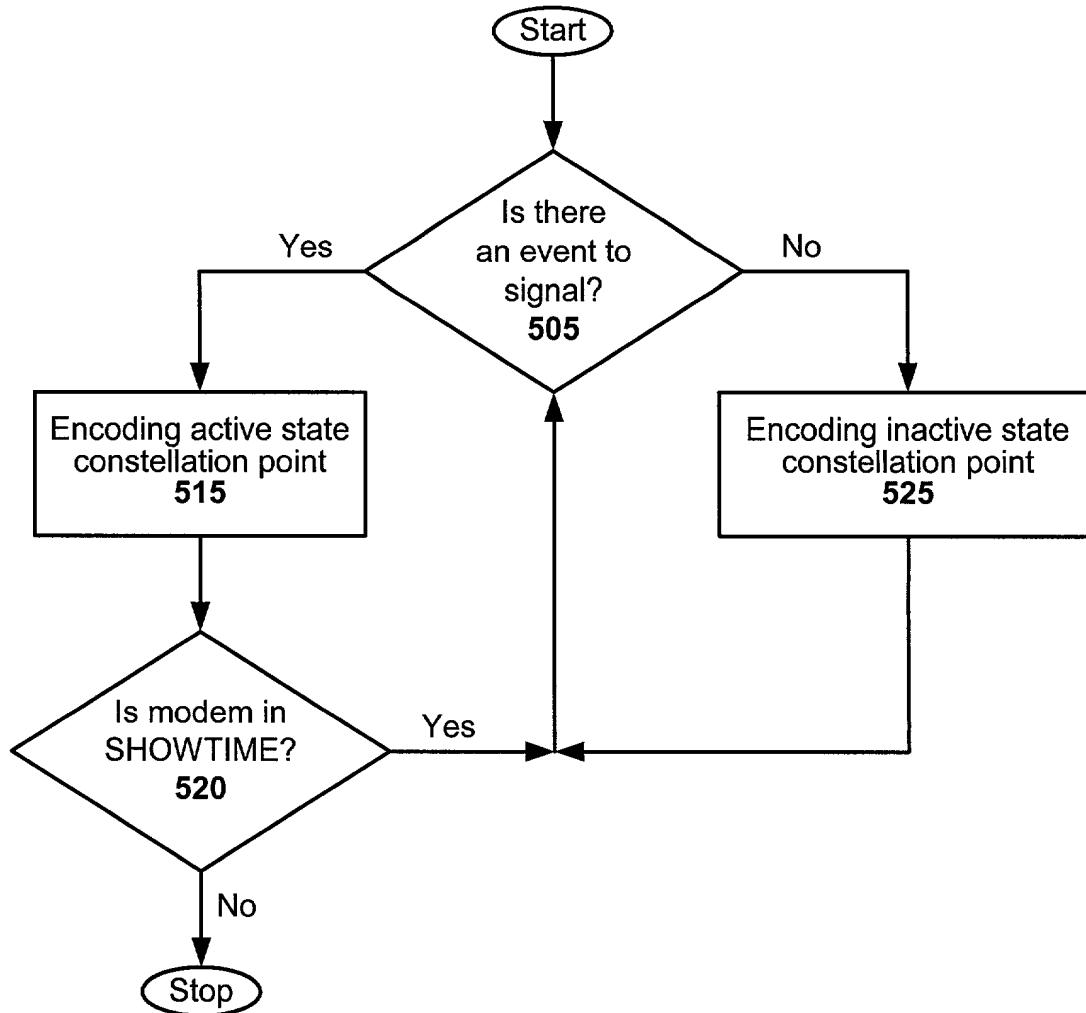 Start
Is there
an event to
signal?
505
Yes
No
Encoding active state
constellation point
515
Encoding inactive state
constellation point
525
Is modem in
SHOWTIME?
520
Yes
No
Stop